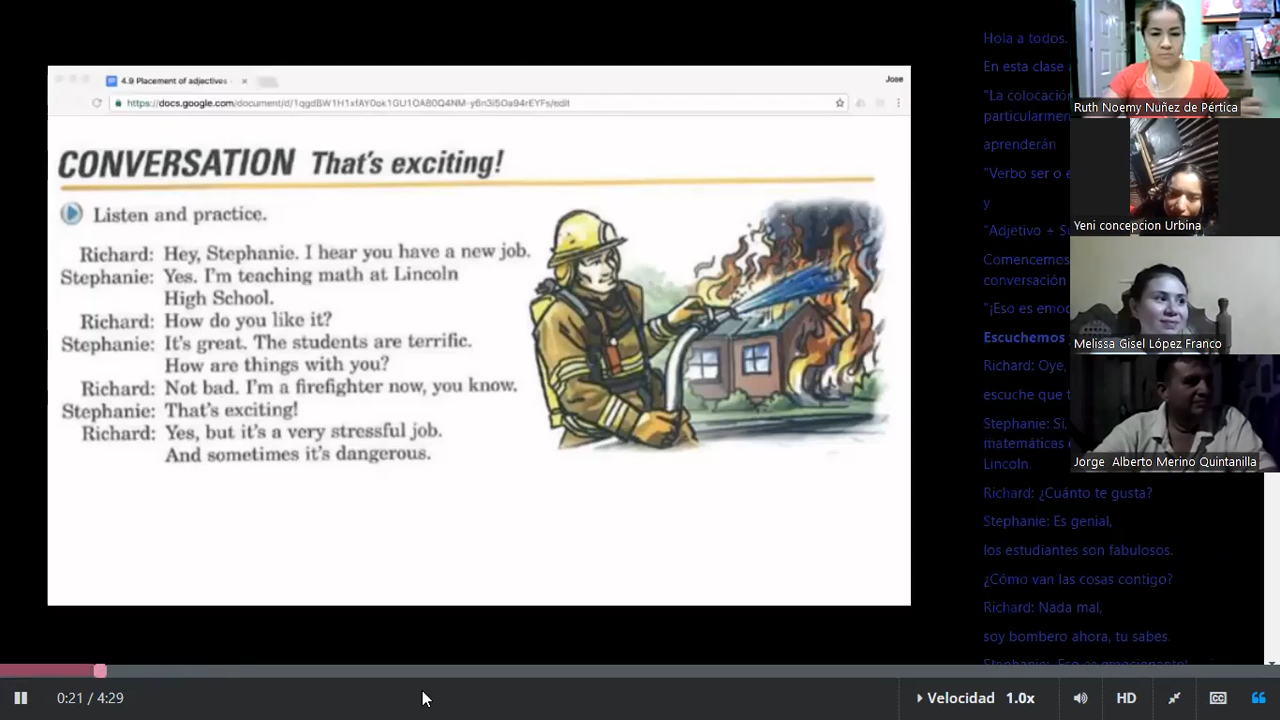 4.9 Placement of adjectives
Jose
CONVERSATION That's exciting!
Listen and practice.
Richard: Hey, Stephanie. I hear you have a new job.
Stephanie: Yes. I'm teaching math at Lincoln
High School.
Richard: How do you like it?
Stephanie: It's great. The students are terrific.
How are things with you?
Richard: Not bad. I'm a firefighter now, you know.
Stephanie: That's exciting!
Richard: Yes, but it's a very stressful job.
And sometimes it's dangerous.
Hola a todos.
En esta clase
"La colocación
particularmen
aprenderán
"Verbo ser o e
y
"Adjetivo + Su
Comencemos
conversación
"¡Eso es emoc
Escuchemos
Richard: Oye,
escuche que t
Stephanie: Si,
matemáticas
Lincoln.
Richard: ¿Cuánto te gusta?
Stephanie: Es genial,
los estudiantes son fabulosos.
¿Cómo van las cosas contigo?
Richard: Nada mal,
soy bombero ahora, tu sabes.
Ruth Noemy Nuñez de Pértica
Yeni concepcion Urbina
Melissa Gisel López Franco
Jorge Alberto Merino Quintanilla
0:21 / 4:29
Velocidad 1.0x
HD
CC